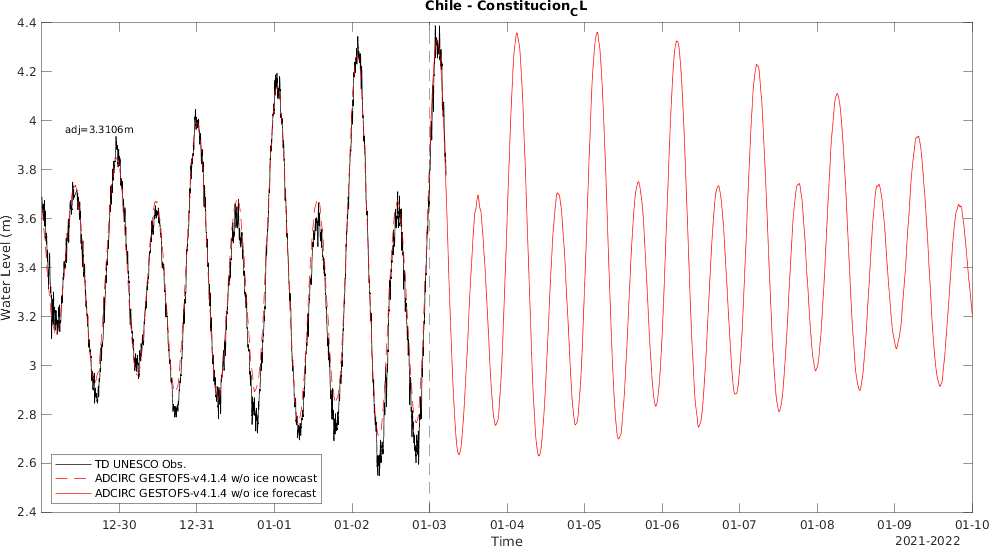 Chile - Constitucion_CL
4.4
4.2
4
3.8
3.6
3.4
3.2
3
2.8
2.6
2.4
Water Level (m)
adj=3.3106m
TD UNESCO Obs.
ADCIRC GESTOFS-v4.1.4 w/o ice nowcast
ADCIRC GESTOFS-v4.1.4 w/o ice forecast
12-30 12-31 01-01 01-02 01-03 01-04 01-05 01-06 01-07 01-08 01-09 01-10
Time
2021-2022